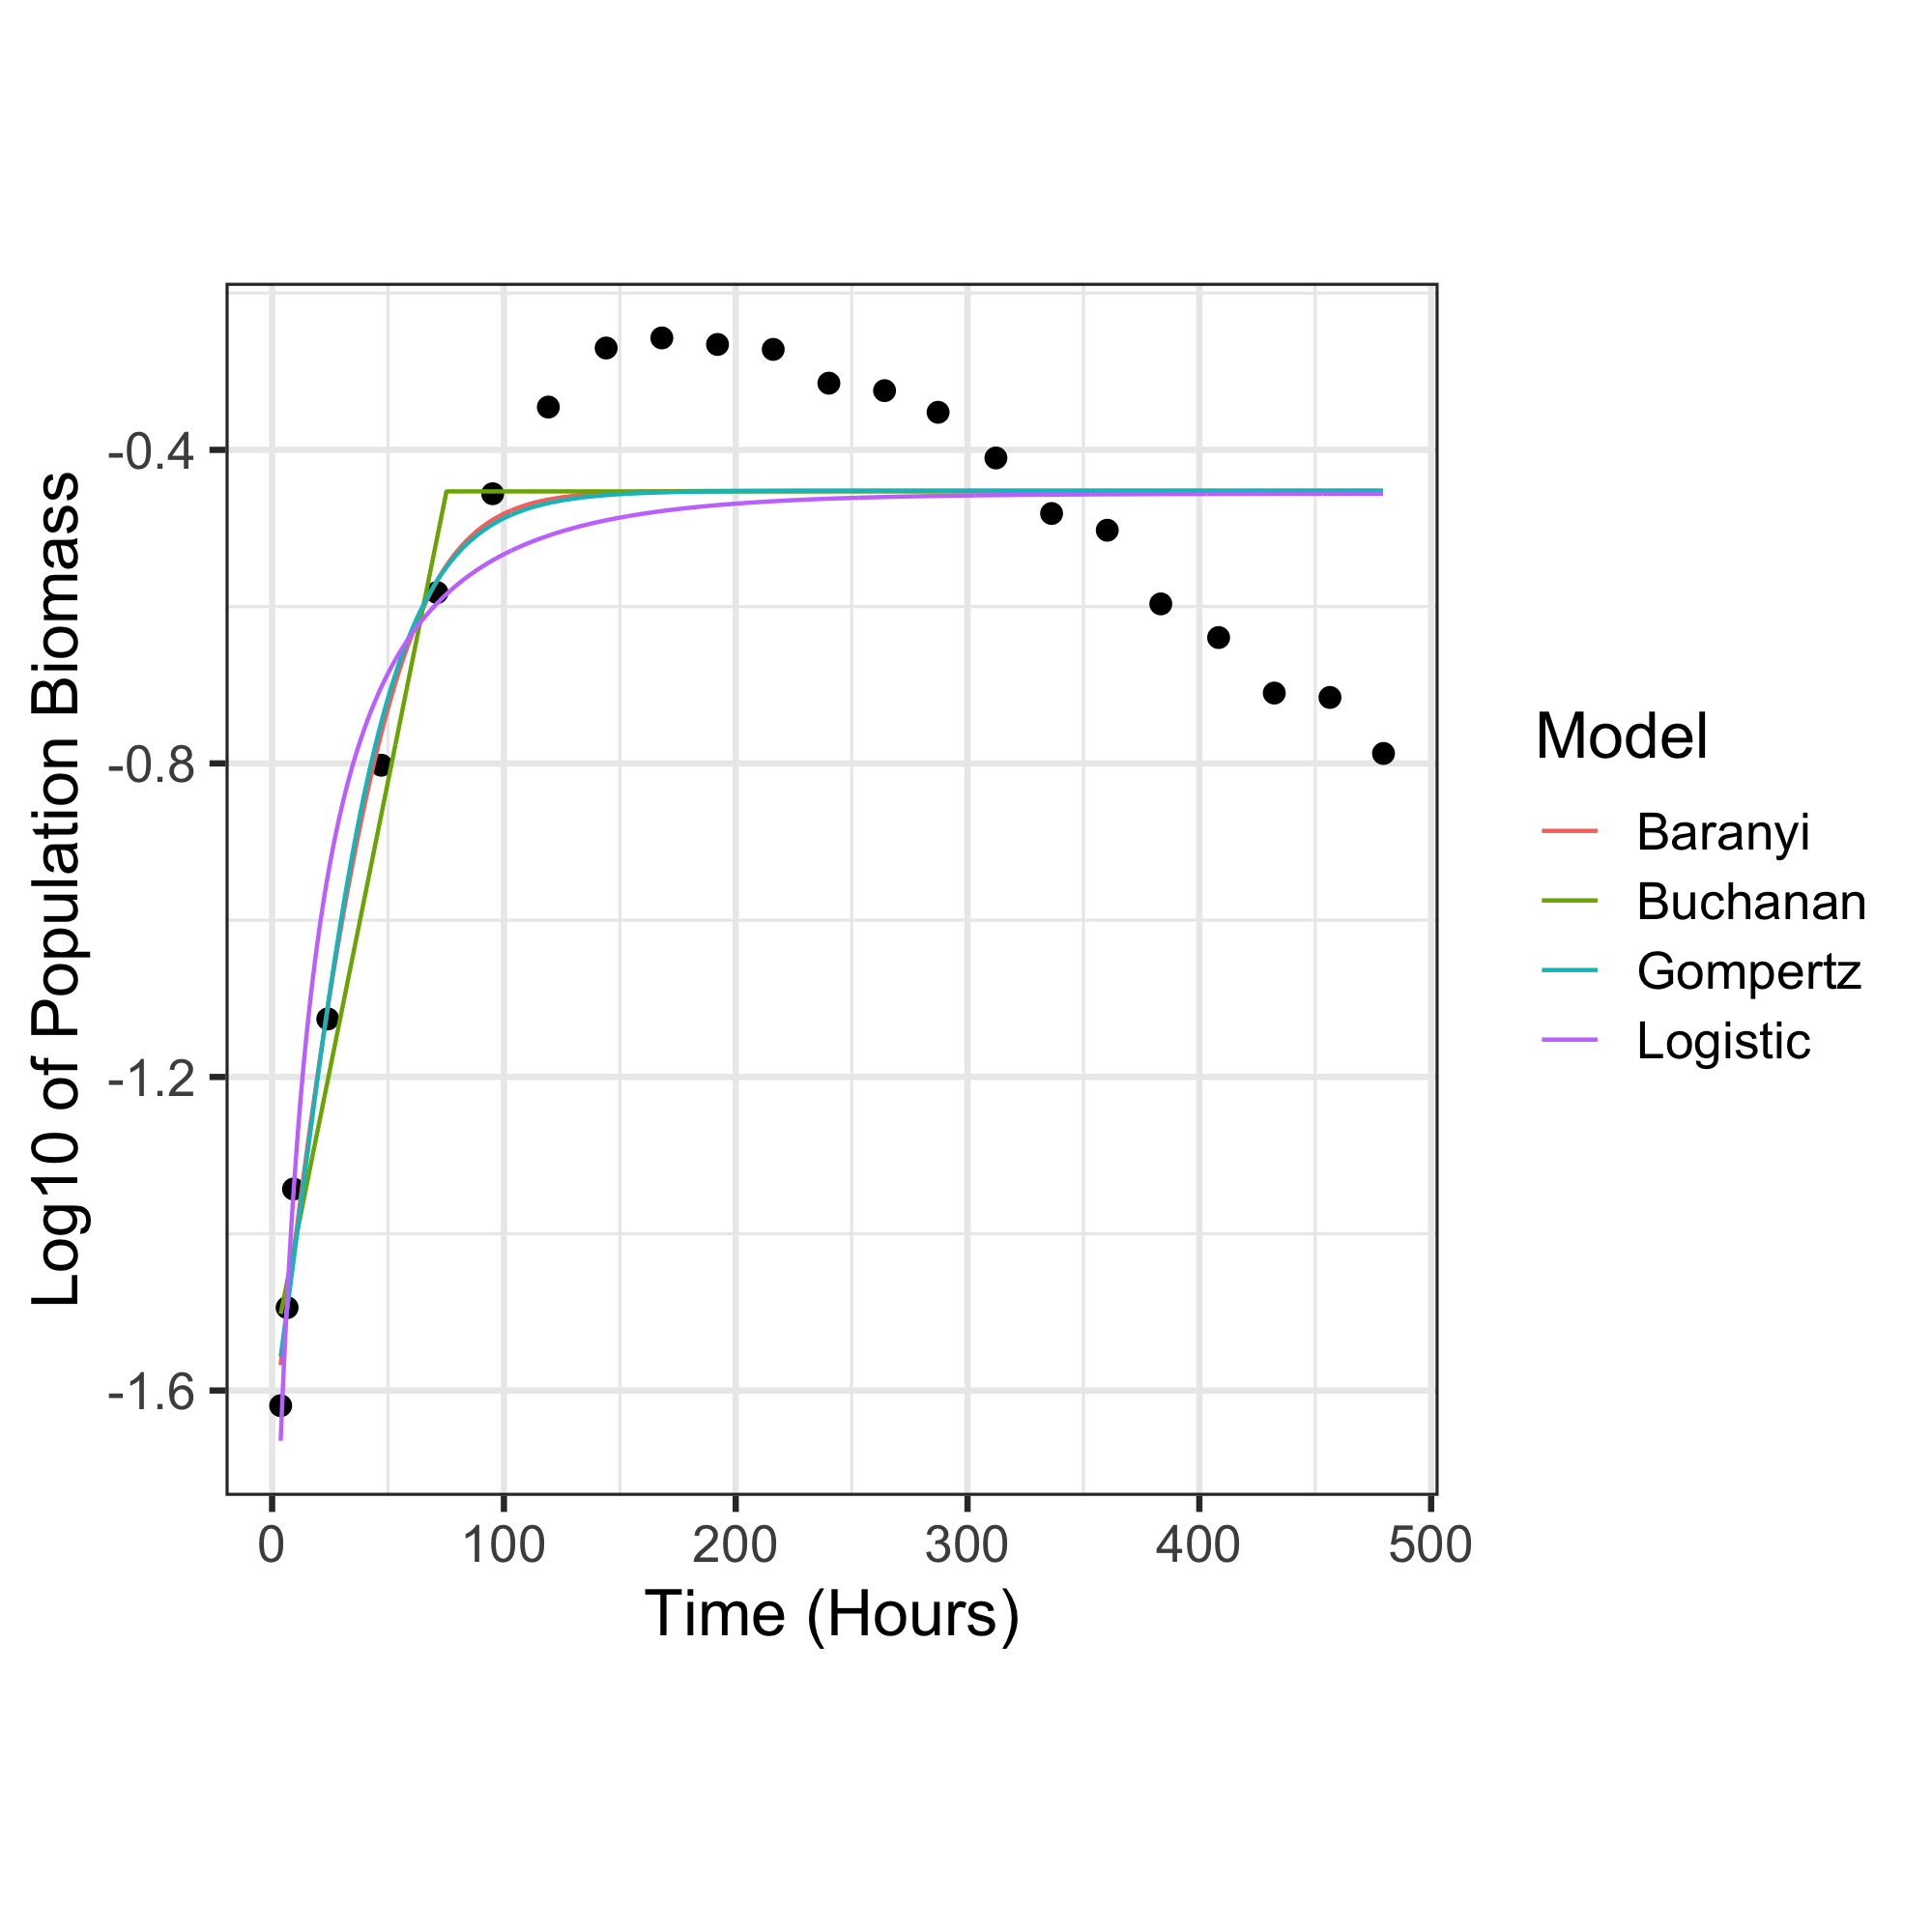 Log10 of Population Biomass
-0.4
-0.8
-1.2
-1.6
0 100 200 300 400 500
Time (Hours)
Model
Baranyi
Buchanan
Gompertz
Logistic